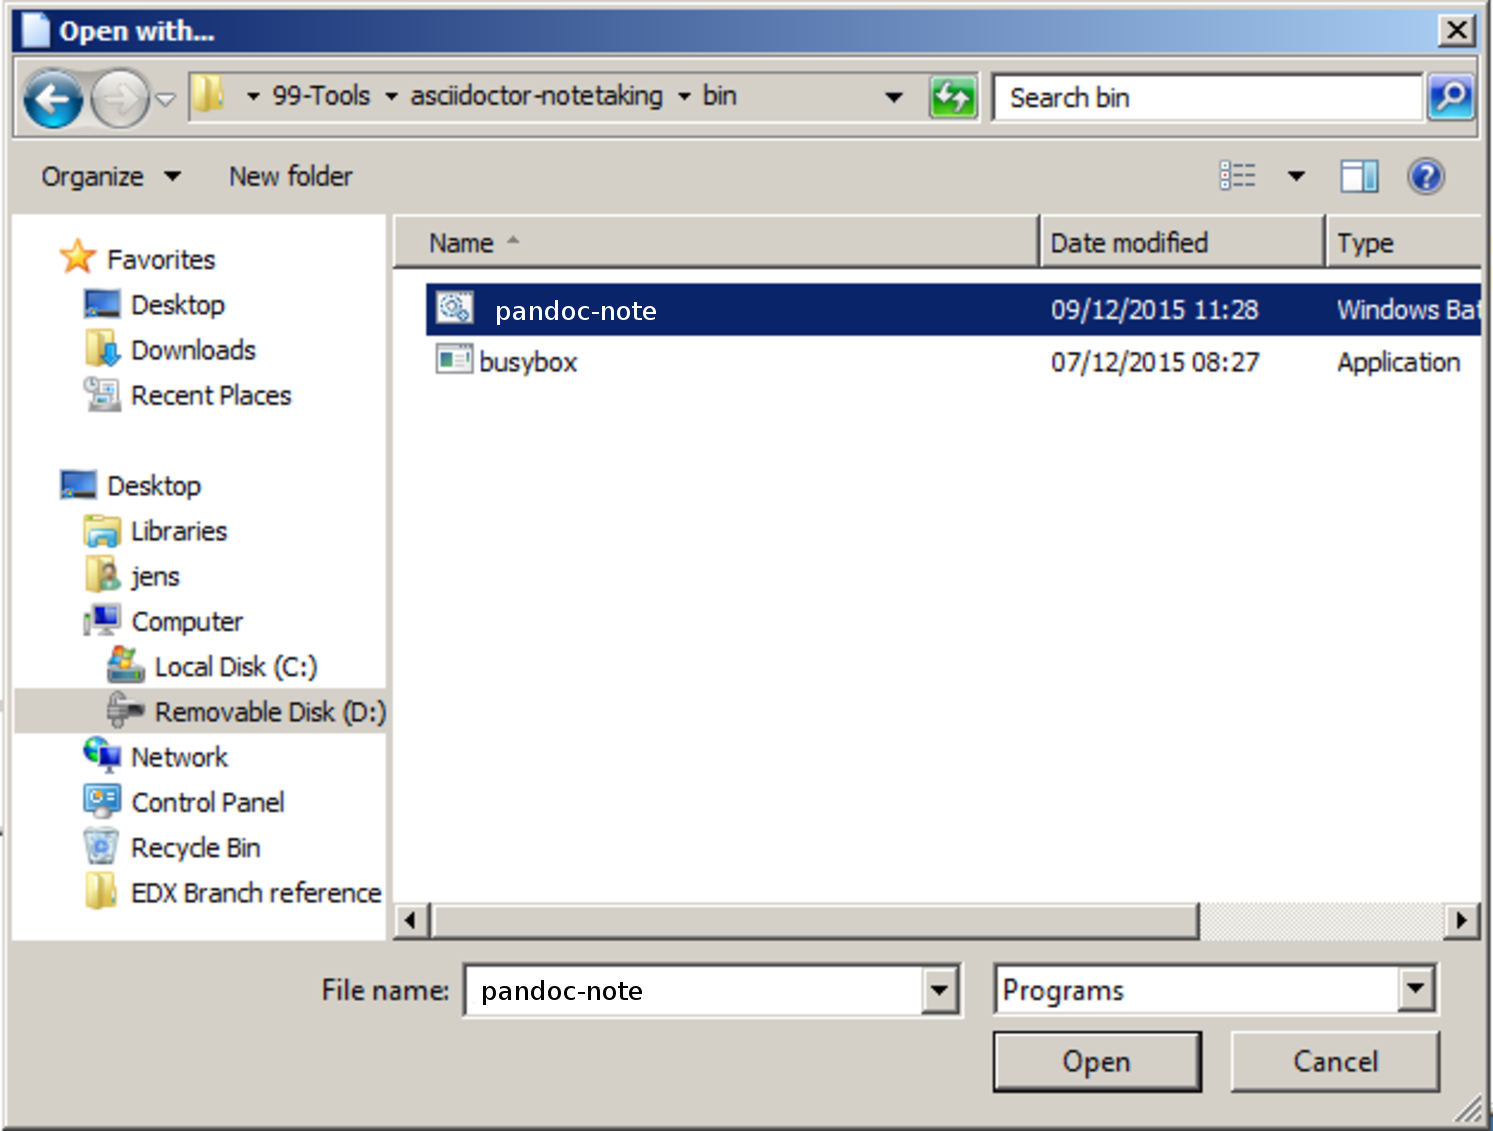 Open with...
99-Tools asciidoctor-notetaking bin
Search bin
Organize New folder
Name Date modified Type
pandoc-note 09/12/2015 11:28 Windows Bat
busybox 07/12/2015 08:27 Application
Favorites
Desktop
Downloads
Recent Places
Desktop
Libraries
jens
Computer
Local Disk (C:)
Removable Disk (D:)
Network
Control Panel
Recycle Bin
EDX Branch reference
File name: pandoc-note Programs
Open Cancel